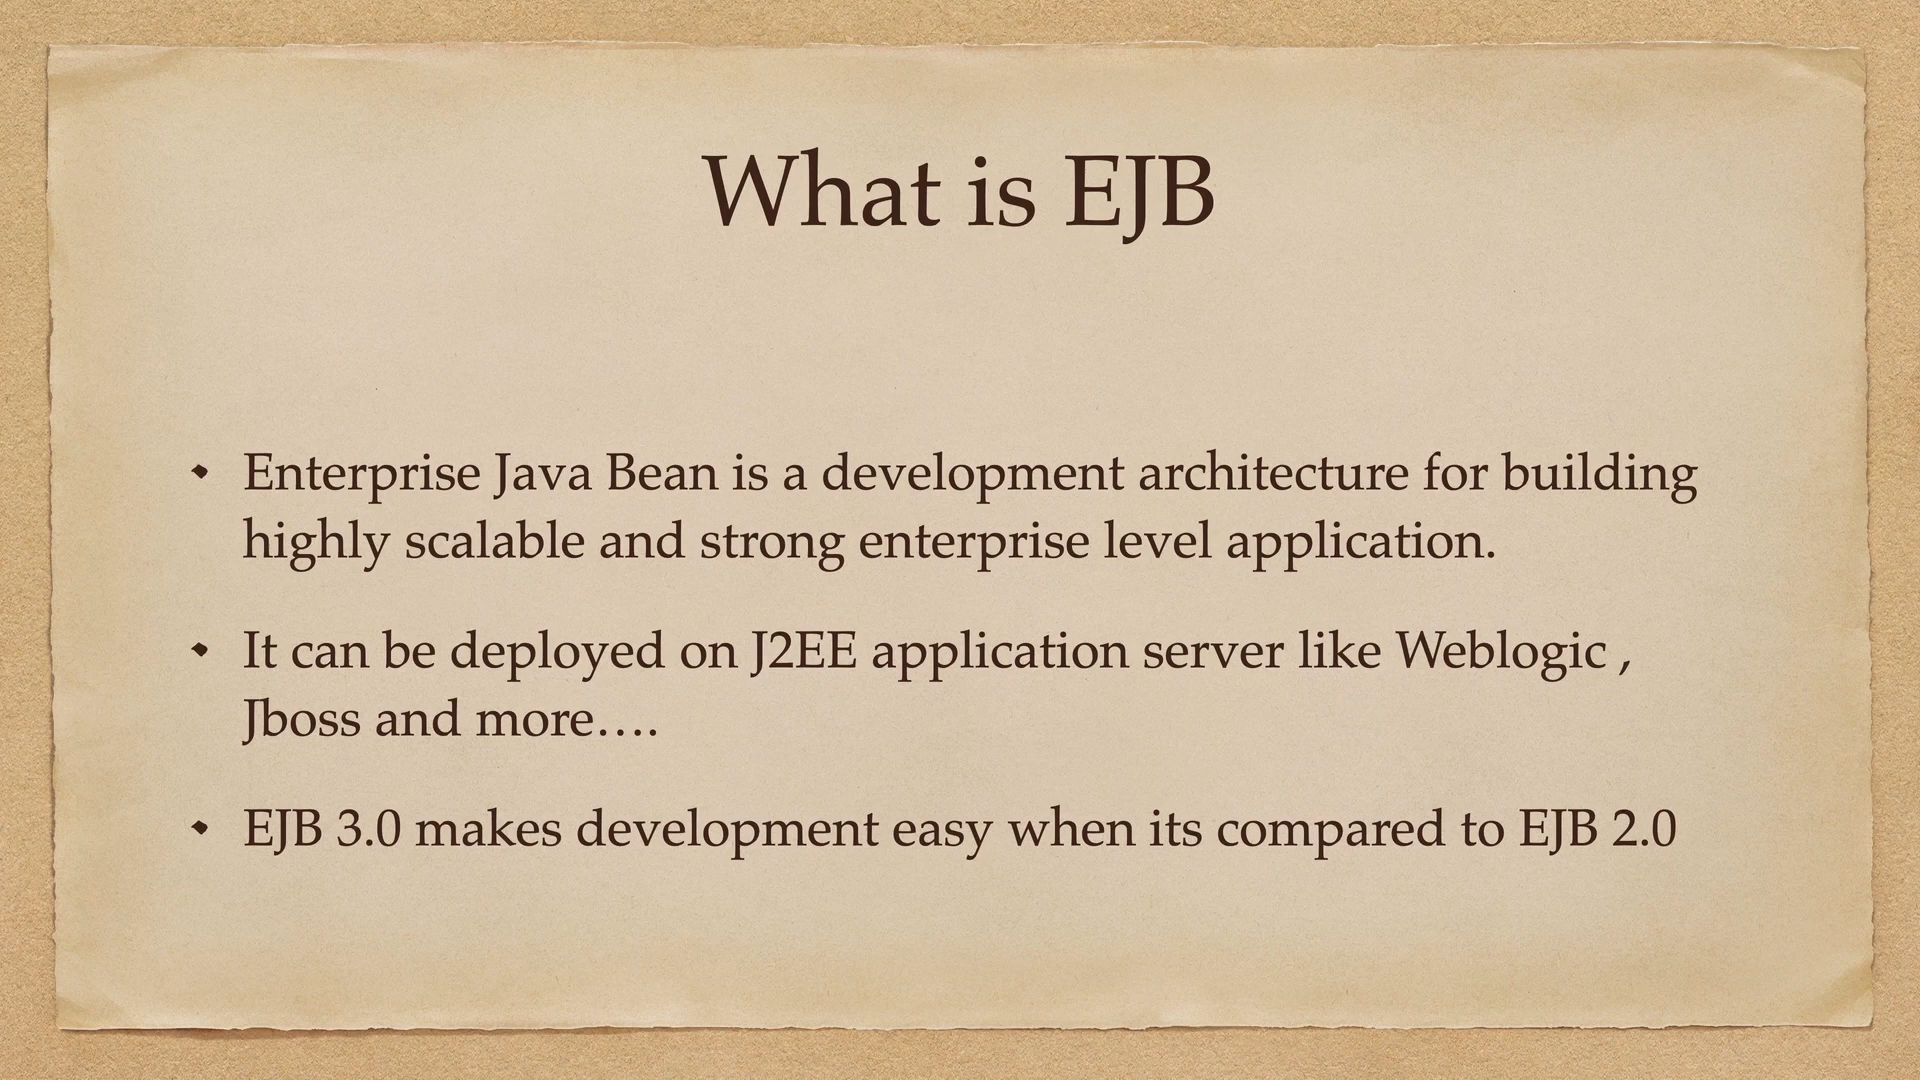 What is EJB
• Enterprise Java Bean is a development architecture for building
highly scalable and strong enterprise level application.
• It can be deployed on J2EE application server like Weblogic ,
Jboss and more….
• EJB 3.0 makes development easy when its compared to EJB 2.0